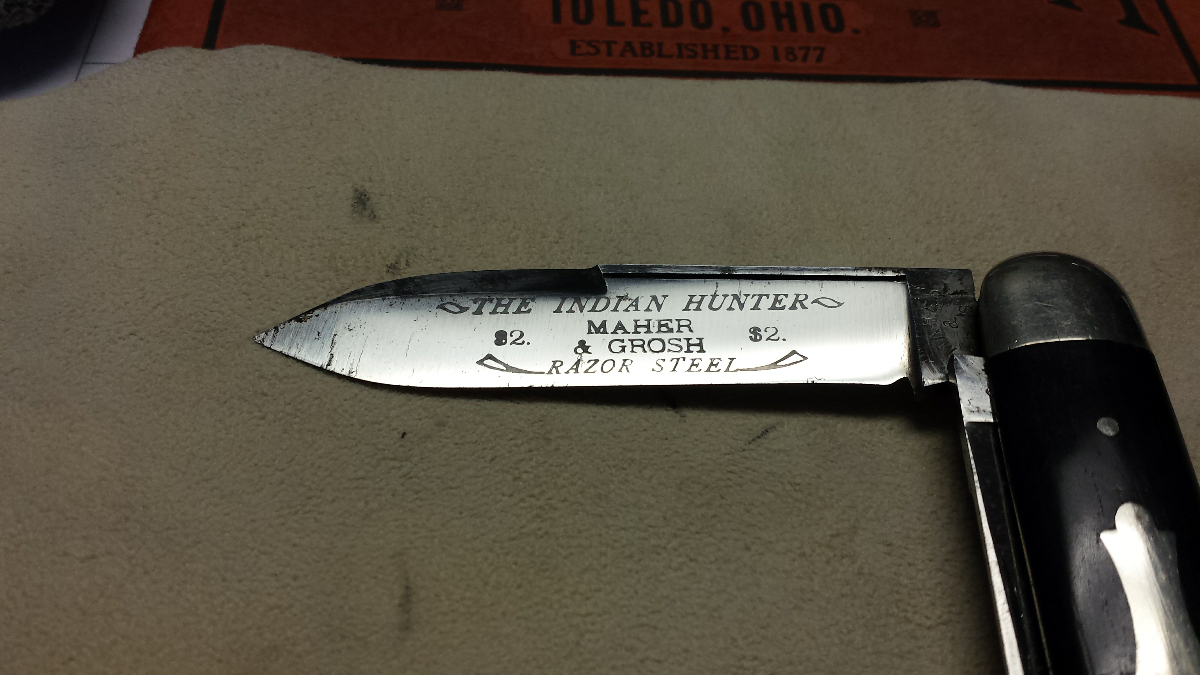 TOLEDO, OHIO.
ESTABLISHED 1877
THE INDIAN HUNTER
MAHER
$2. $2.
& GROSH
RAZOR STEEL